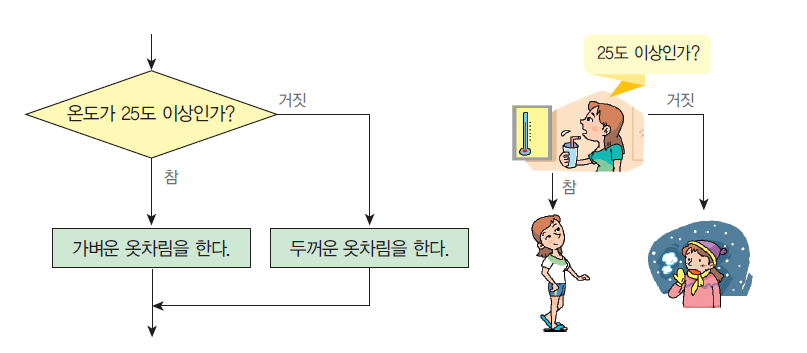 온도가 25도 이상인가?
거짓
참
가벼운 옷차림을 한다.
두꺼운 옷차림을 한다.
25도 이상인가?
거짓
참